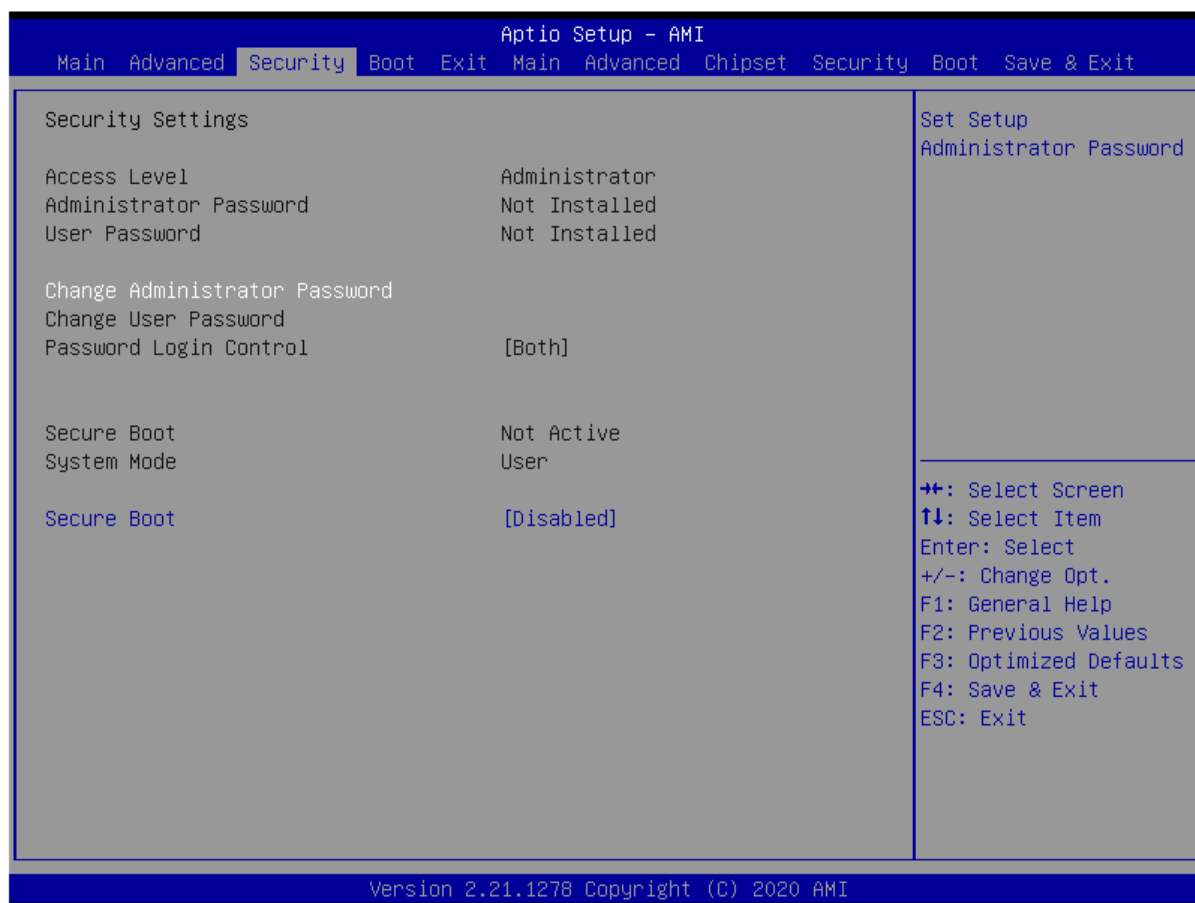 Aptio Setup – AMI
Main Advanced Security Boot Exit Main Advanced Chipset Security Boot Save & Exit
Security Settings
Access Level Administrator
Administrator Password Not Installed
User Password Not Installed
Change Administrator Password
Change User Password
Password Login Control [Both]
Secure Boot Not Active
System Mode User
Secure Boot [Disabled]
Set Setup
Administrator Password
→←: Select Screen
↑↓: Select Item
Enter: Select
+/-: Change Opt.
F1: General Help
F2: Previous Values
F3: Optimized Defaults
F4: Save & Exit
ESC: Exit
Version 2.21.1278 Copyright (C) 2020 AMI